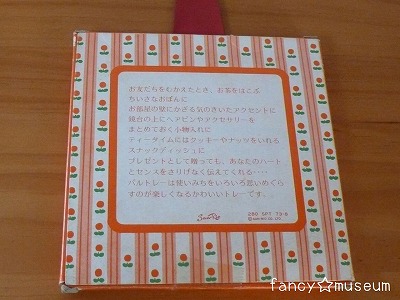 お友だちをむかえたとき、お茶をはこぶ
ちいさなおぼんに
お部屋の壁にかざる気のきいたアクセントに
鏡台の上にヘアピンやアクセサリーを
まとめておく小物入れに
ティータイムにはクッキーやナッツをいれる
スナックディッシュに
プレゼントとして贈っても、あなたのハート
とセンスをさりげなく伝えてくれる‥‥
パルトレーは使いみちをいろいろ思いめぐら
すのが楽しくなるかわいいトレーです。
Sanrio
280 GPT 73-8
fancy☆museum